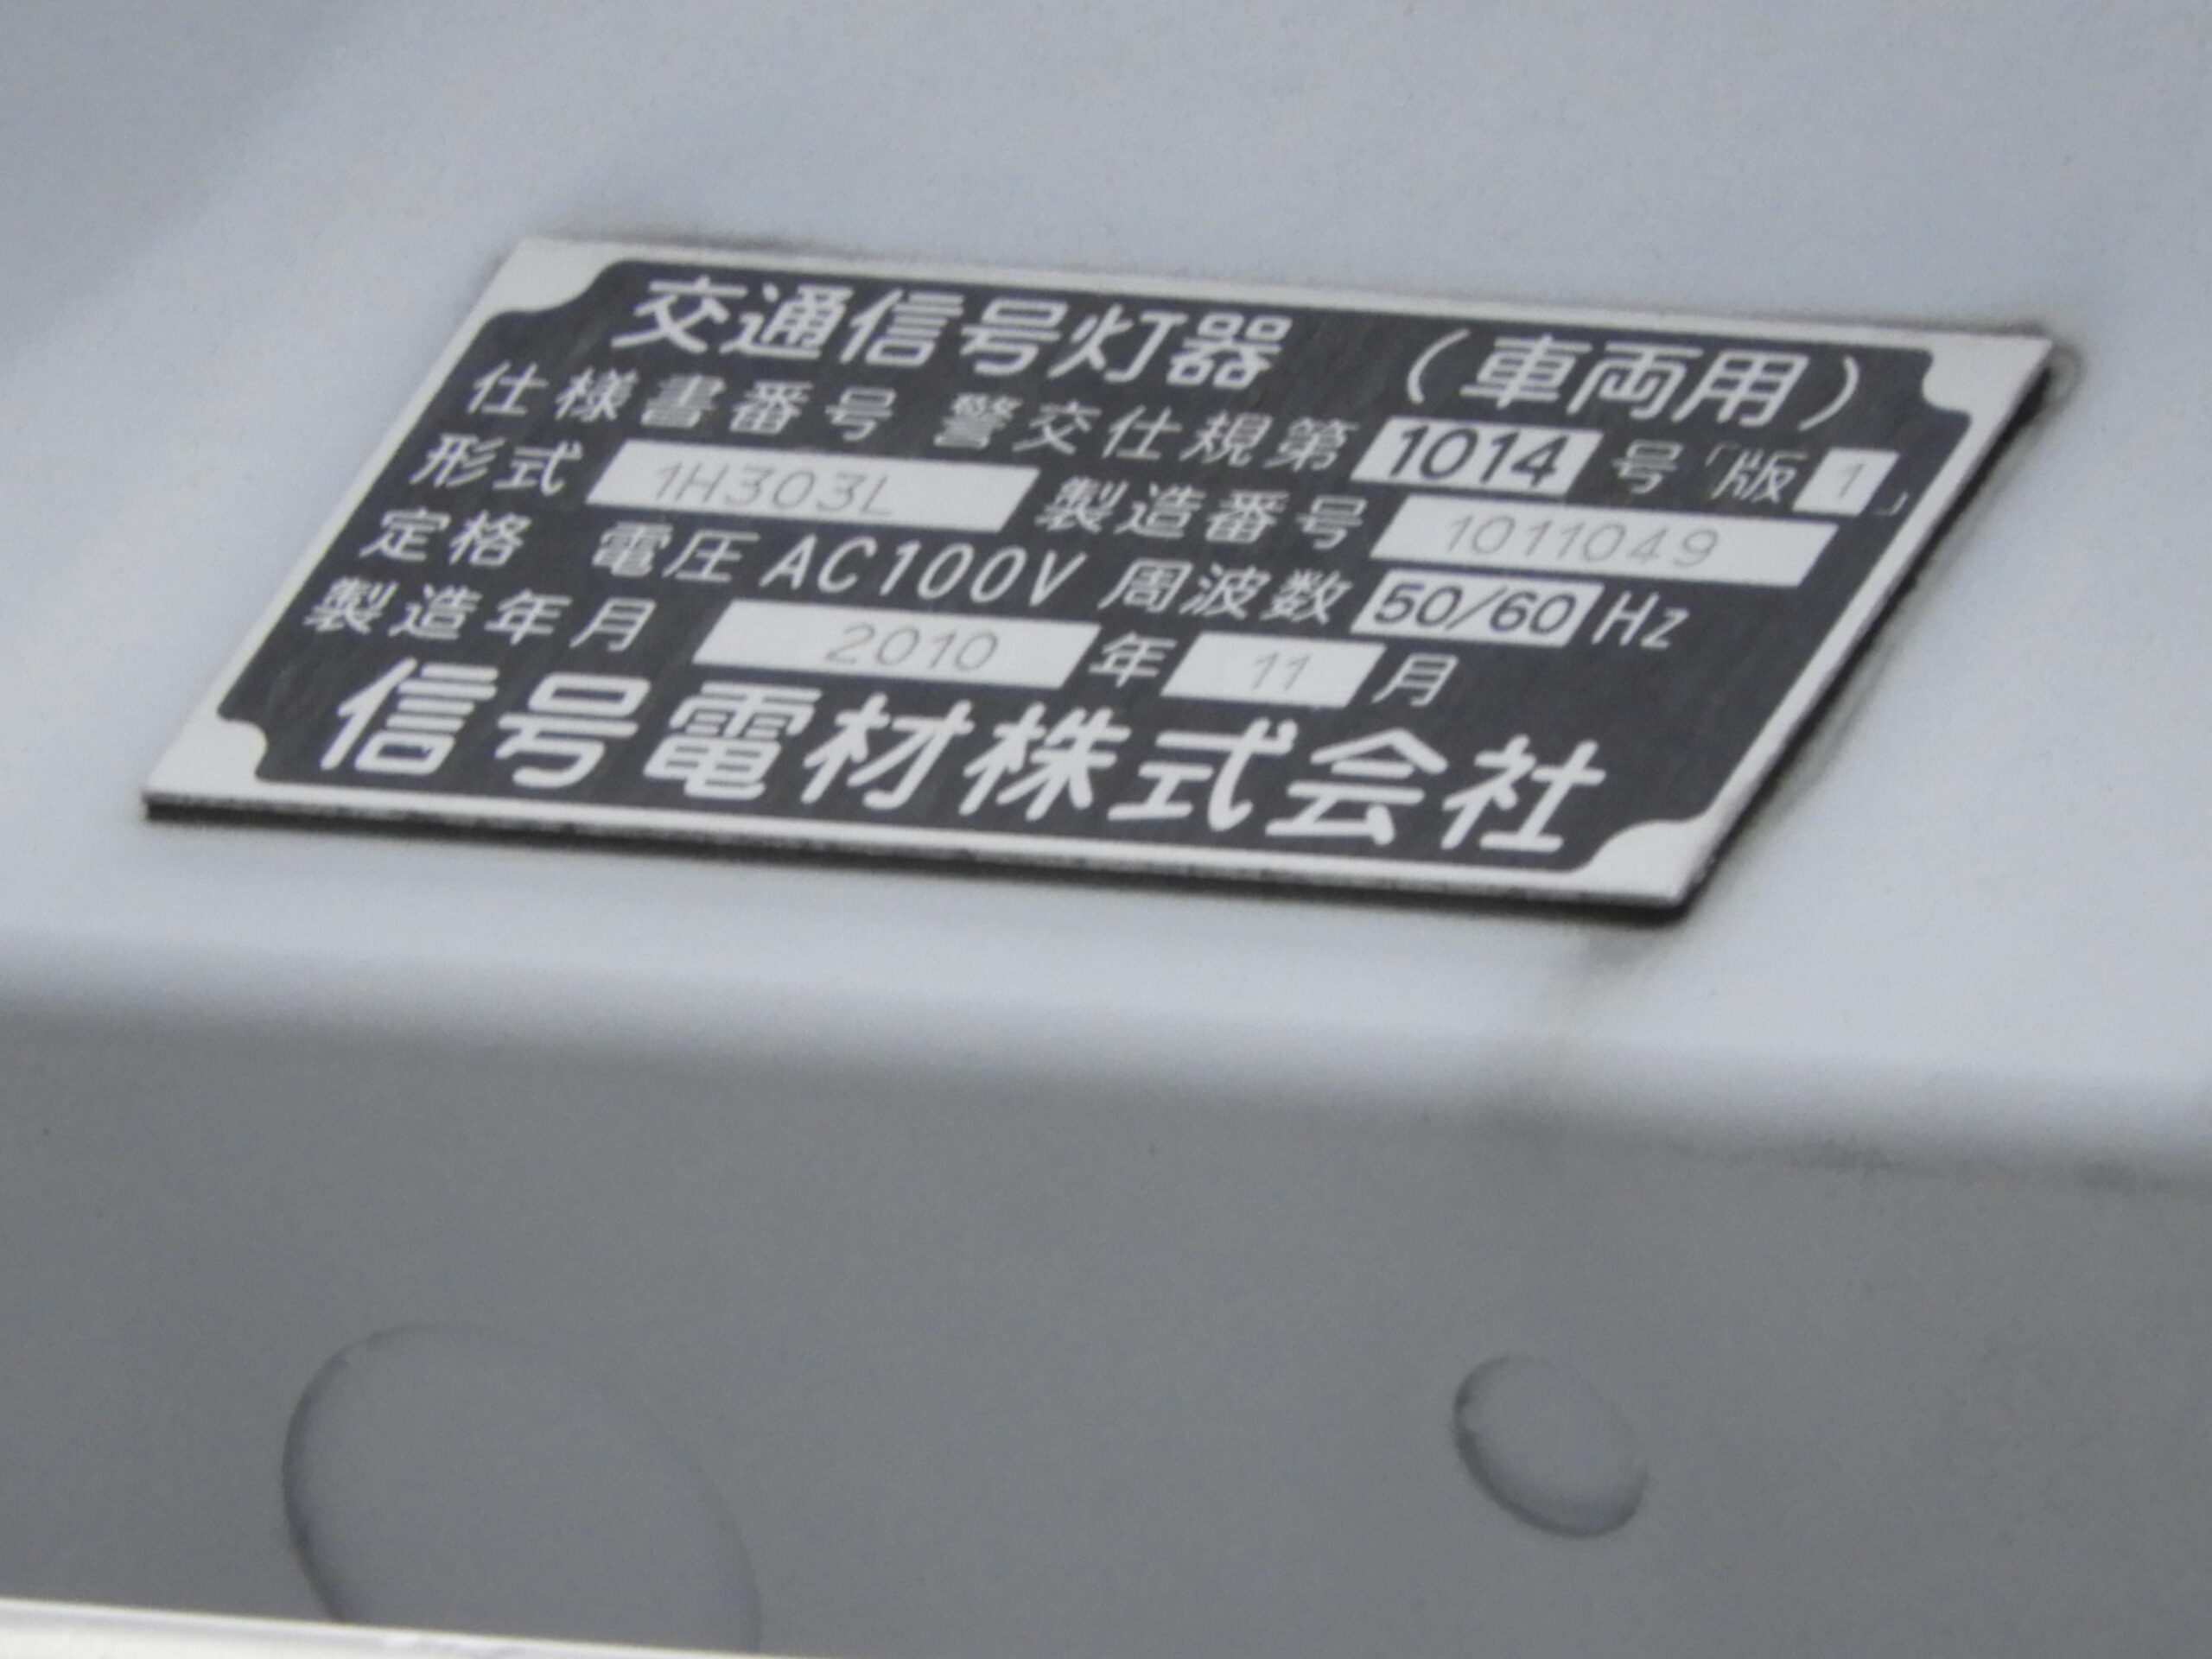 交通信号灯器 （車両用）
仕様書番号 警交仕規第 1014 号「版 1」
形式 1H303L 製造番号 1011049
定格 電圧 AC100V 周波数 50/60 Hz
製造年月 2010 年 11 月
信号電材株式会社